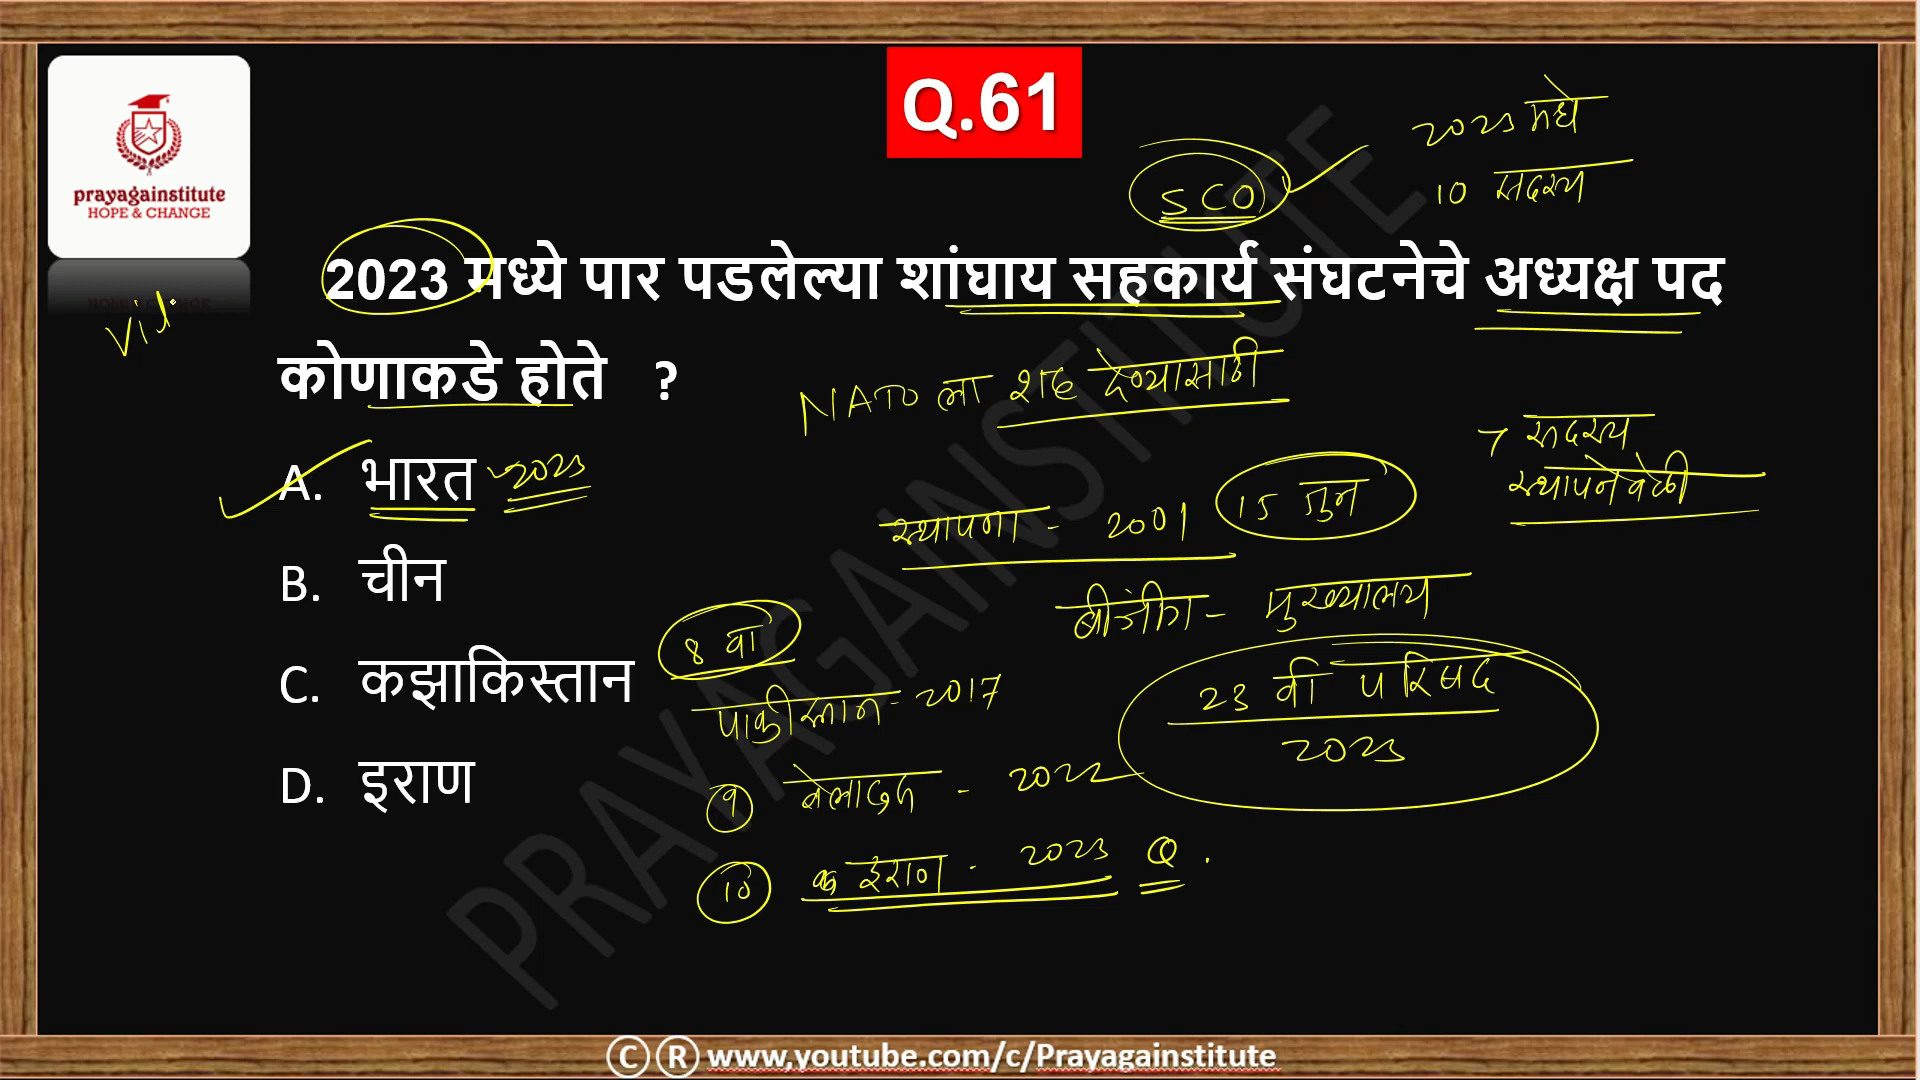 prayagainstitute
HOPE & CHANGE
Q.61
SCO
2023 मध्ये
10 सदस्य
2023 मध्ये पार पडलेल्या शांघाय सहकार्य संघटनेचे अध्यक्ष पद
कोणाकडे होते ?
NATO ला शह देण्यासाठी
A. भारत 2023
7 सदस्य
स्थापनेवेळी
स्थापना - 2001 15 जुन
B. चीन
बीजींग - मुख्यालय
8 वा
C. कझाकिस्तान
23 वी परिषद
2023
पाकीस्तान - 2017
D. इराण
9 बेलारुस - 2022
10 इराण - 2023 Q.
PRAYAGAINSTITUTE
© ® www.youtube.com/c/Prayagainstitute